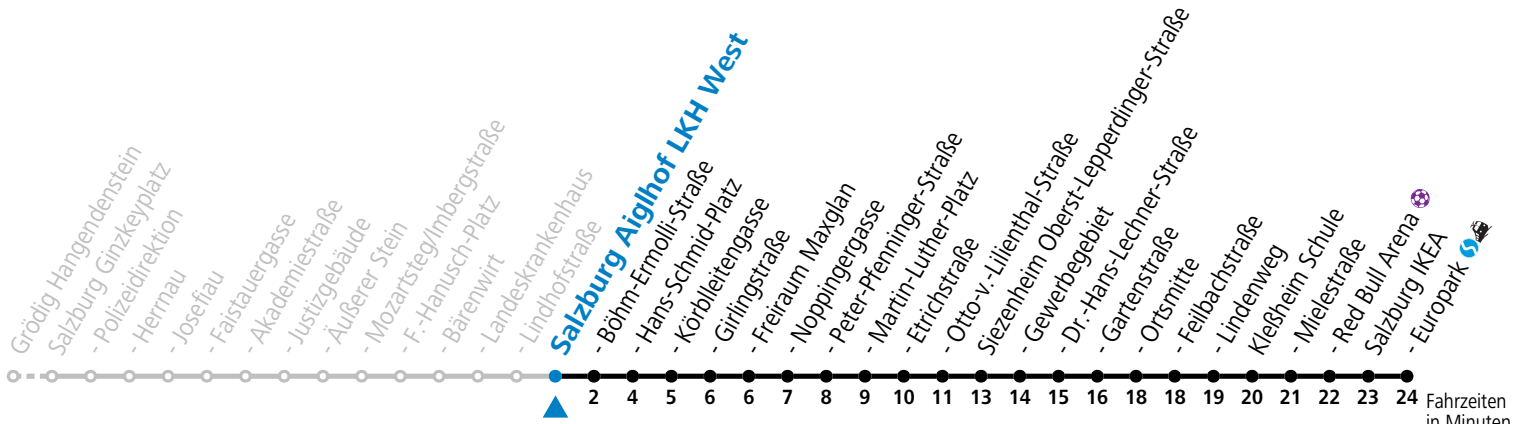 Grödig Hangendenstein
Salzburg Ginzkeyplatz
- Polizeidirektion
- Herrnau
- Josefiau
- Faistauergasse
- Akademiestraße
- Justizgebäude
- Äußerer Stein
- Mozartsteg/Imbergstraße
- F.-Hanusch-Platz
- Bärenwirt
- Landeskrankenhaus
- Lindhofstraße
Salzburg Aiglhof LKH West
- Böhm-Ermolli-Straße
- Hans-Schmid-Platz
- Körblleitengasse
- Girlingstraße
- Freiraum Maxglan
- Noppingergasse
- Peter-Pfenninger-Straße
- Martin-Luther-Platz
- Etrichstraße
- Otto-v.-Lilienthal-Straße
Siezenheim Oberst-Lepperdinger-Straße
- Gewerbegebiet
- Dr.-Hans-Lechner-Straße
- Gartenstraße
- Ortsmitte
- Feilbachstraße
- Lindenweg
Kleßheim Schule
- Mielestraße
- Red Bull Arena
Salzburg IKEA
- Europark
2 4 5 6 6 7 8 9 10 11 13 14 15 16 18 18 19 20 21 22 23 24
Fahrzeiten
in Minuten